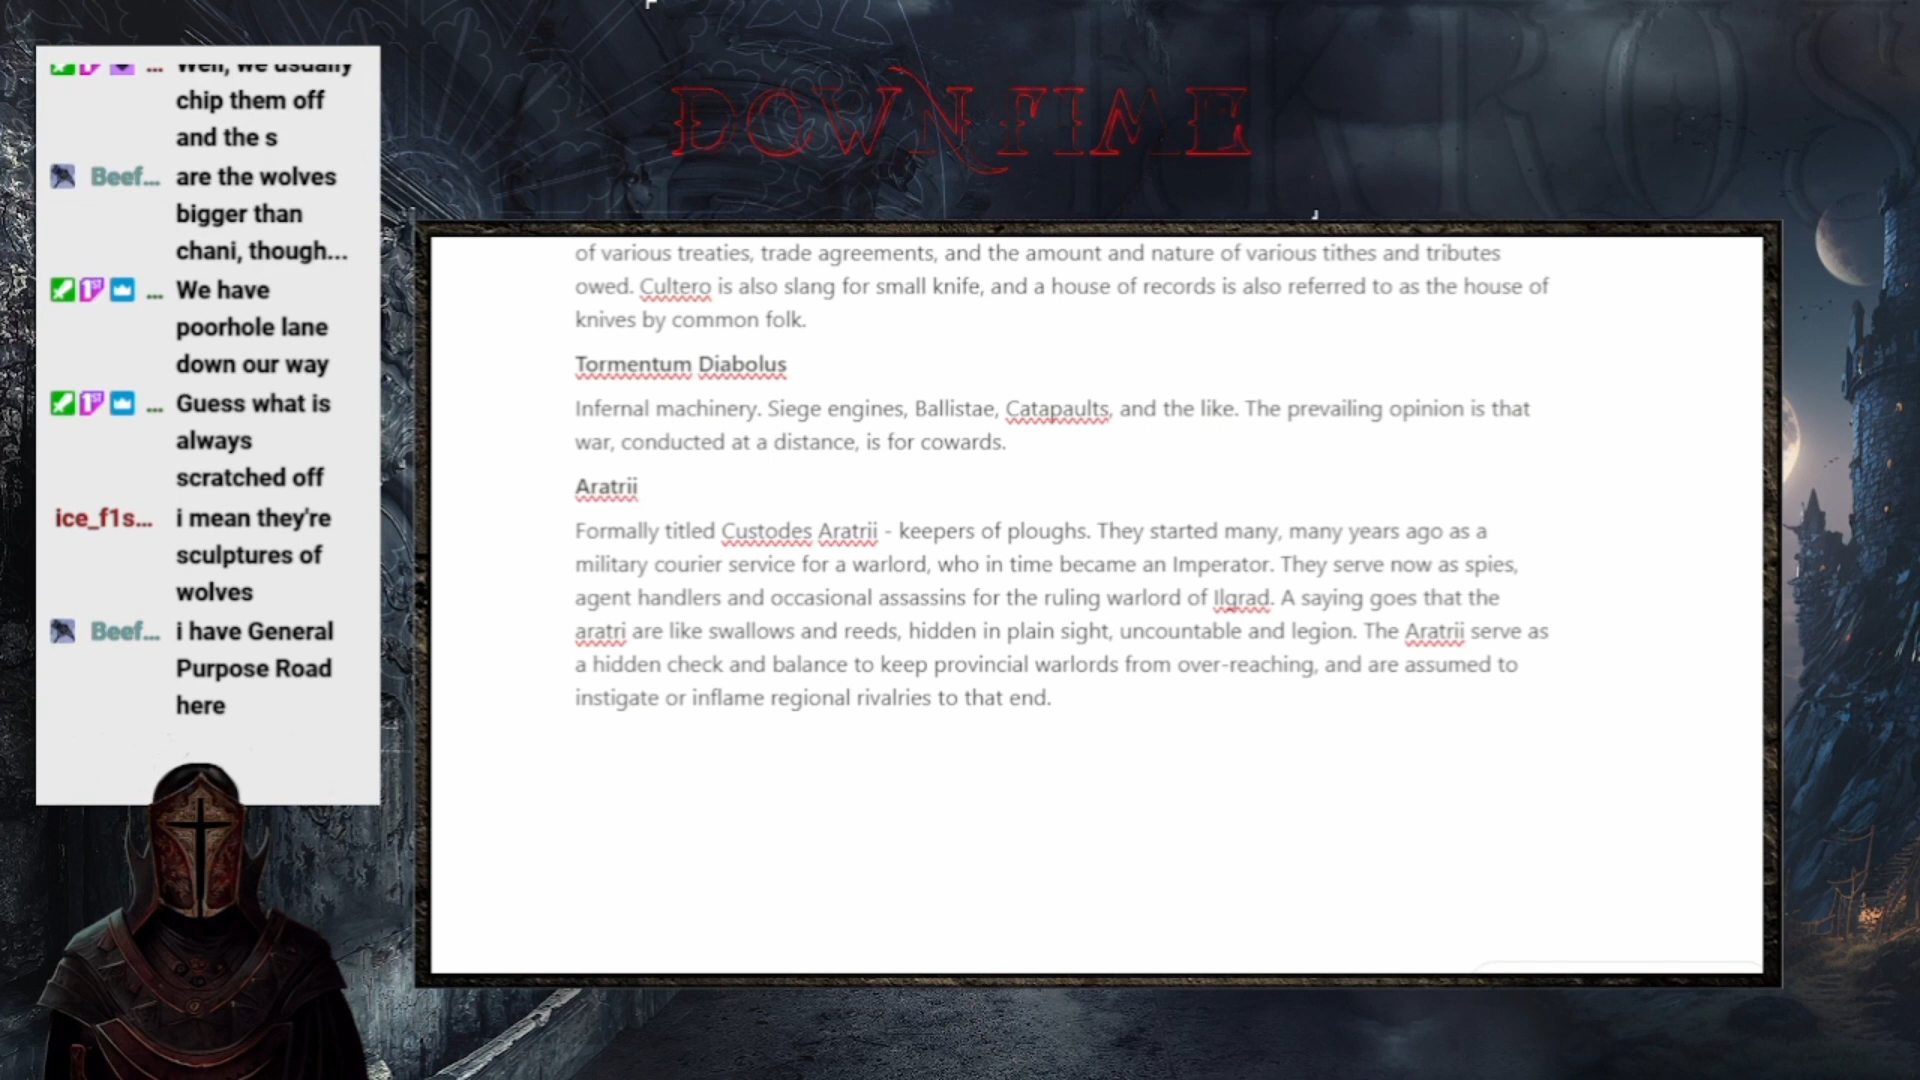 DOWNTIME
... Well, we usually
chip them off
and the s
Beef... are the wolves
bigger than
chani, though...
... We have
poorhole lane
down our way
... Guess what is
always
scratched off
ice_f1s... i mean they're
sculptures of
wolves
Beef... i have General
Purpose Road
here
of various treaties, trade agreements, and the amount and nature of various tithes and tributes
owed. Cultero is also slang for small knife, and a house of records is also referred to as the house of
knives by common folk.
Tormentum Diabolus
Infernal machinery. Siege engines, Ballistae, Catapaults, and the like. The prevailing opinion is that
war, conducted at a distance, is for cowards.
Aratrii
Formally titled Custodes Aratrii - keepers of ploughs. They started many, many years ago as a
military courier service for a warlord, who in time became an Imperator. They serve now as spies,
agent handlers and occasional assassins for the ruling warlord of Ilgrad. A saying goes that the
aratri are like swallows and reeds, hidden in plain sight, uncountable and legion. The Aratrii serve as
a hidden check and balance to keep provincial warlords from over-reaching, and are assumed to
instigate or inflame regional rivalries to that end.